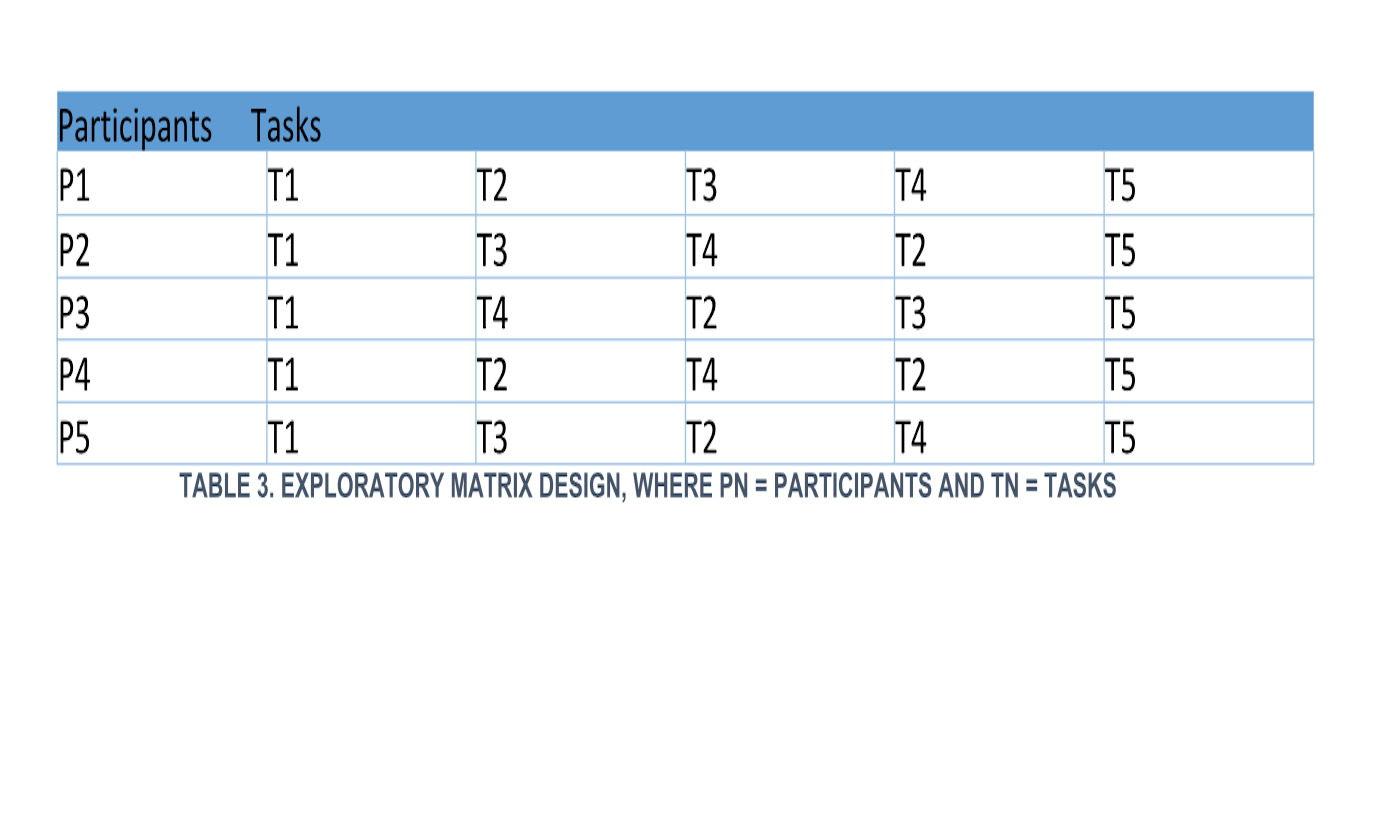 Participants Tasks
P1 T1 T2 T3 T4 T5
P2 T1 T3 T4 T2 T5
P3 T1 T4 T2 T3 T5
P4 T1 T2 T4 T2 T5
P5 T1 T3 T2 T4 T5
TABLE 3. EXPLORATORY MATRIX DESIGN, WHERE PN = PARTICIPANTS AND TN = TASKS